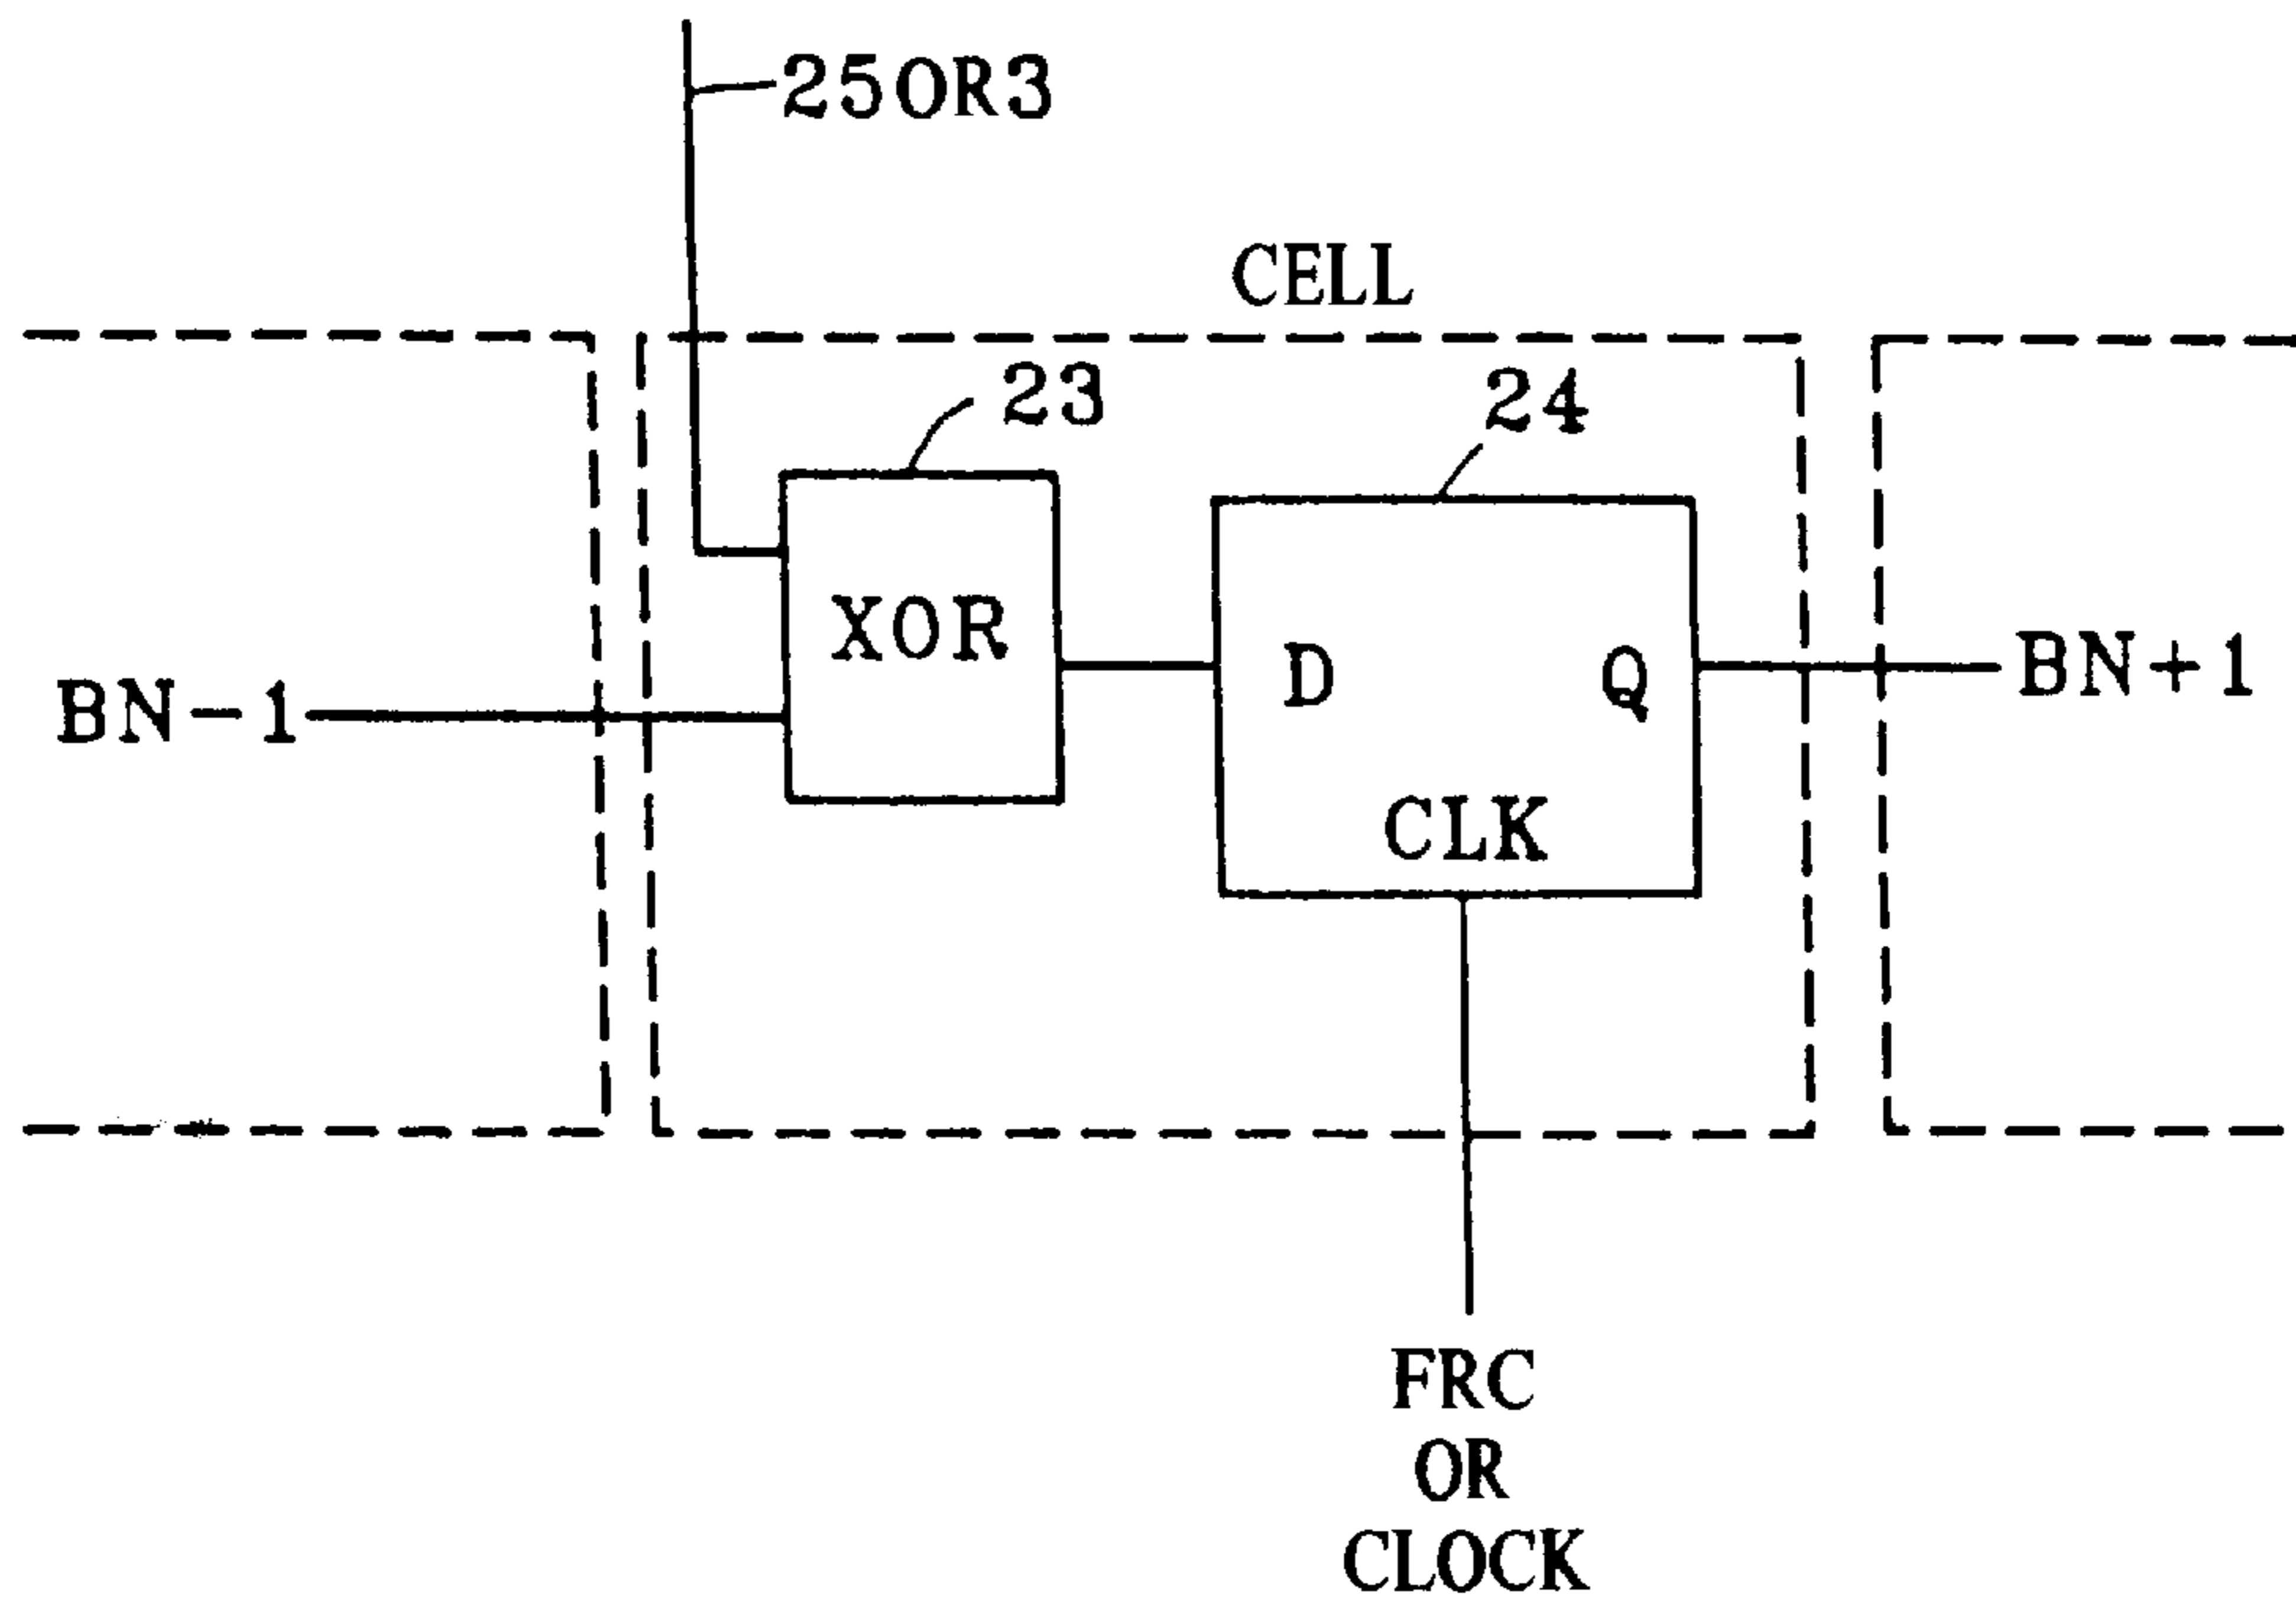 25OR3
CELL
23
24
XOR
D
Q
BN+1
BN-1
CLK
FRC
OR
CLOCK